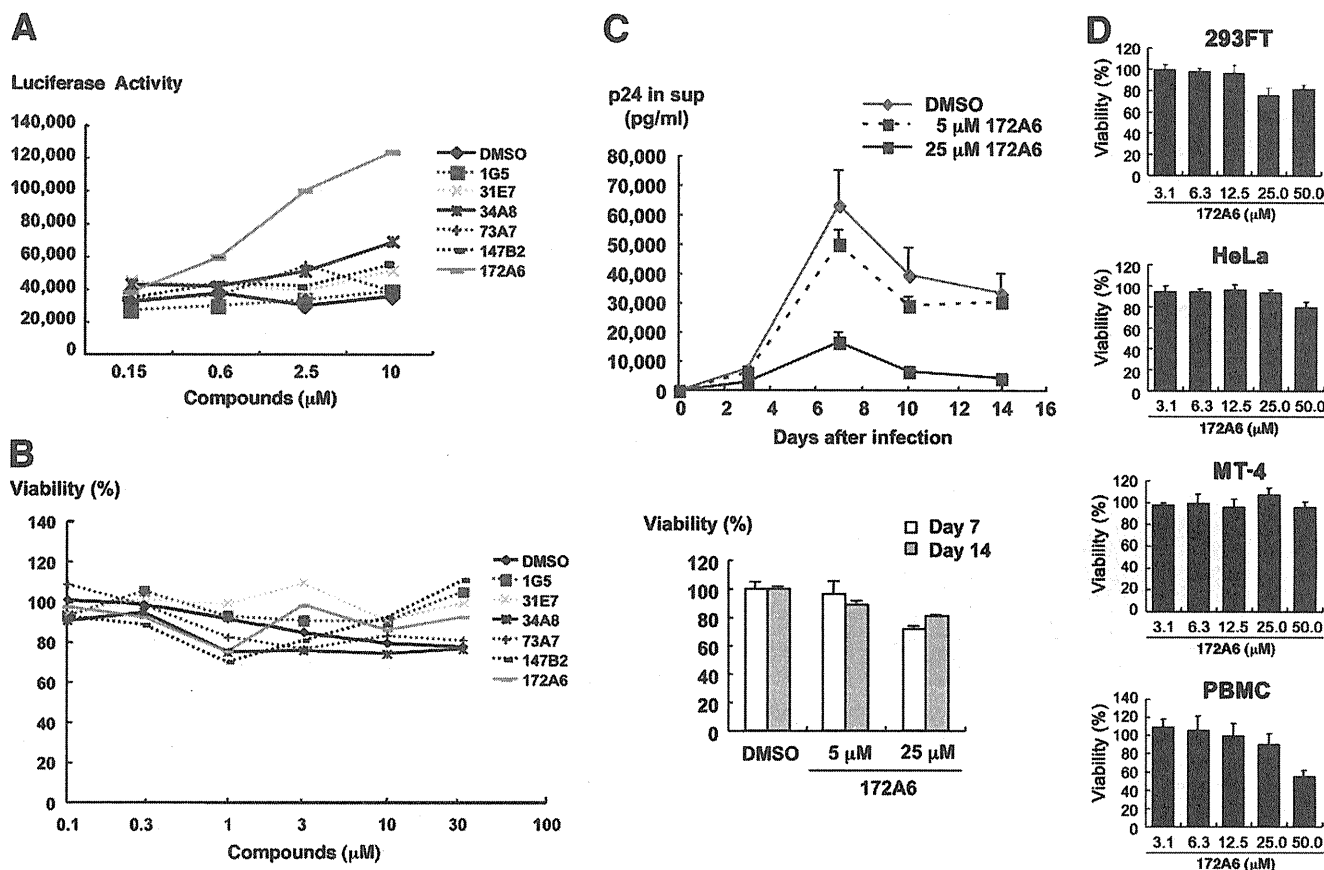 A
Luciferase Activity
140,000
120,000
100,000
80,000
60,000
40,000
20,000
0
0.15 0.6 2.5 10
Compounds (μM)
DMSO
1G5
31E7
34A8
73A7
147B2
172A6
B
Viability (%)
140
120
100
80
60
40
20
0
0.1 0.3 1 3 10 30 100
Compounds (μM)
DMSO
1G5
31E7
34A8
73A7
147B2
172A6
C
p24 in sup
(pg/ml)
DMSO
5 μM 172A6
25 μM 172A6
80,000
70,000
60,000
50,000
40,000
30,000
20,000
10,000
0
0 2 4 6 8 10 12 14 16
Days after infection
Viability (%)
Day 7
Day 14
120
100
80
60
40
20
0
DMSO 5 μM 25 μM
172A6
D
293FT
Viability (%)
120
100
80
60
40
20
0
3.1 6.3 12.5 25.0 50.0
172A6 (μM)
HeLa
Viability (%)
120
100
80
60
40
20
0
3.1 6.3 12.5 25.0 50.0
172A6 (μM)
MT-4
Viability (%)
120
100
80
60
40
20
0
3.1 6.3 12.5 25.0 50.0
172A6 (μM)
PBMC
Viability (%)
140
120
100
80
60
40
20
0
3.1 6.3 12.5 25.0 50.0
172A6 (μM)